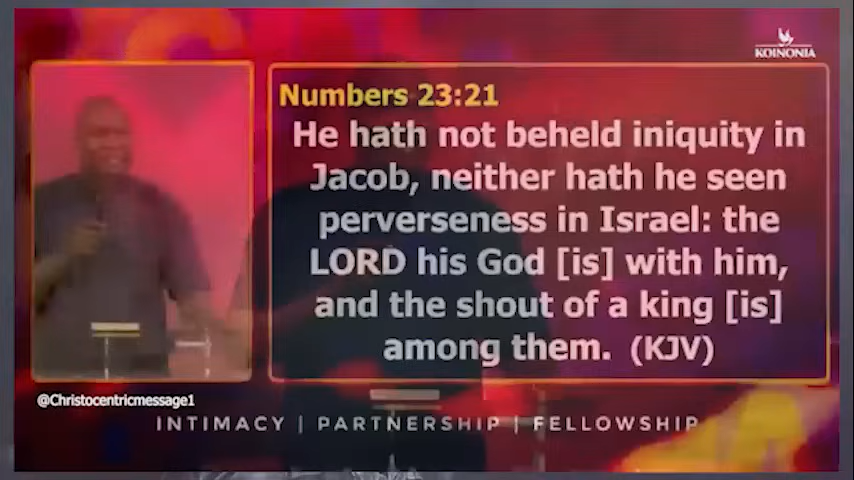 KOINONIA
Numbers 23:21
He hath not beheld iniquity in
Jacob, neither hath he seen
perverseness in Israel: the
LORD his God [is] with him,
and the shout of a king [is]
among them. (KJV)
@Christocentricmessage1
INTIMACY | PARTNERSHIP | FELLOWSHIP